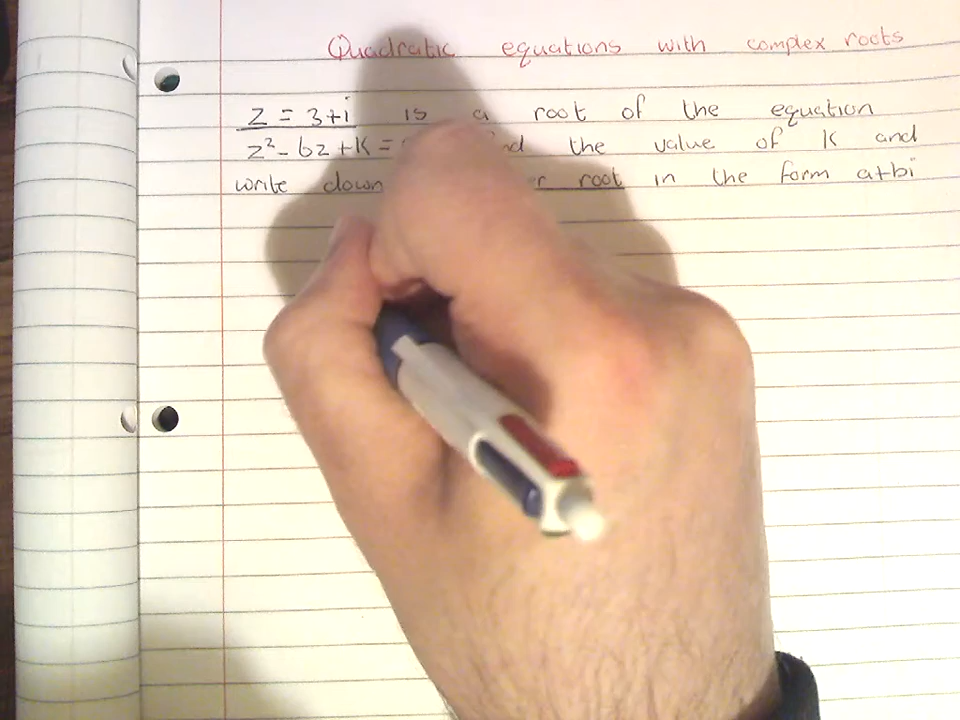 Quadratic equations with complex roots
z = 3+i is a root of the equation
z² - 6z + K = the value of K and
write down root in the form a+bi